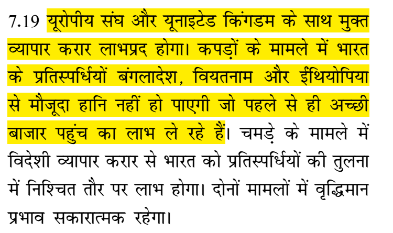 7.19 यूरोपीय संघ और यूनाइटेड किंगडम के साथ मुक्त
व्यापार करार लाभप्रद होगा। कपड़ों के मामले में भारत
के प्रतिस्पर्धियों बंगलादेश, वियतनाम और ईथियोपिया
से मौजूदा हानि नहीं हो पाएगी जो पहले से ही अच्छी
बाजार पहुंच का लाभ ले रहे हैं। चमड़े के मामले में
विदेशी व्यापार करार से भारत को प्रतिस्पर्धियों की तुलना
में निश्चित तौर पर लाभ होगा। दोनों मामलों में वृद्धिमान
प्रभाव सकारात्मक रहेगा।